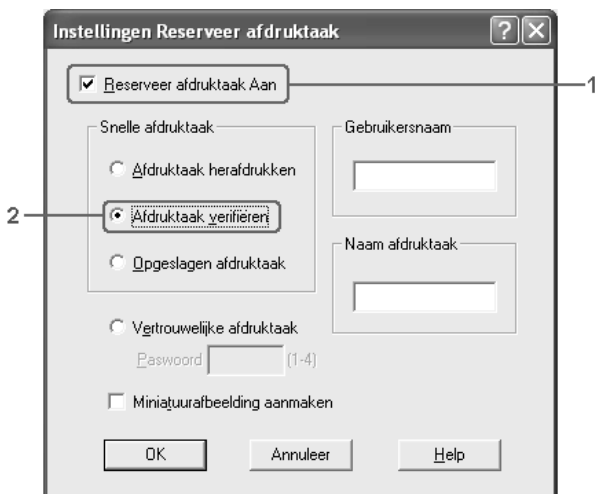 Instellingen Reserveer afdruktaak
Reserveer afdruktaak Aan
1
Snelle afdruktaak
Afdruktaak herafdrukken
2
Afdruktaak verifiëren
Opgeslagen afdruktaak
Gebruikersnaam
Naam afdruktaak
Vertrouwelijke afdruktaak
Paswoord (1-4)
Miniatuurafbeelding aanmaken
OK Annuleer Help